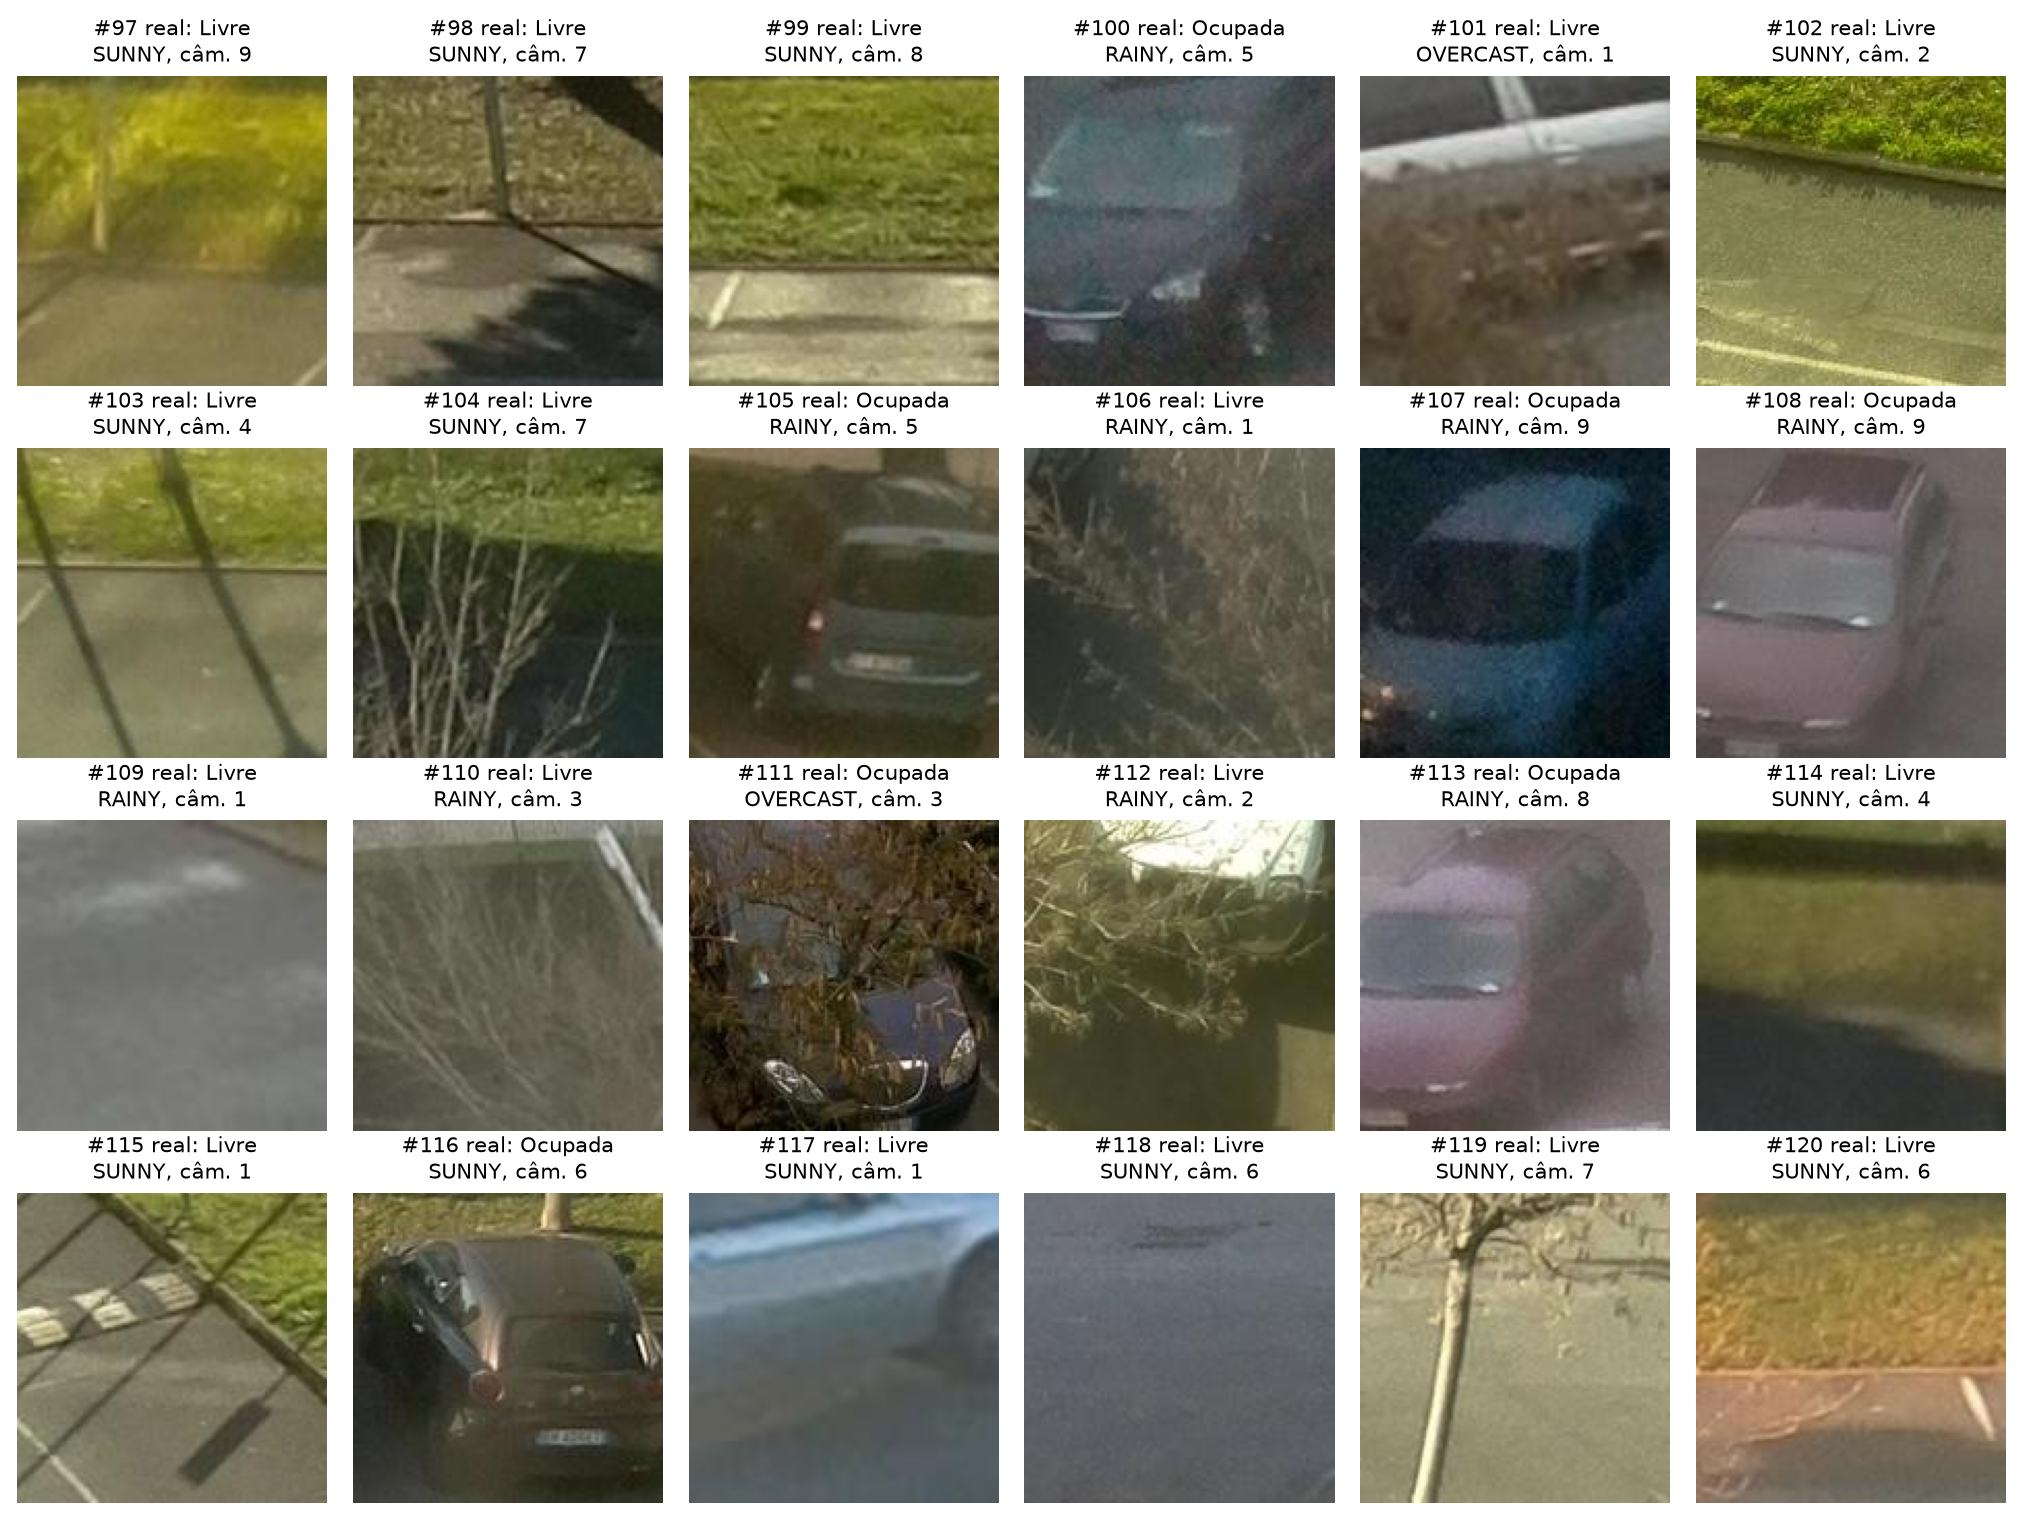 #97 real: Livre
SUNNY, câm. 9
#98 real: Livre
SUNNY, câm. 7
#99 real: Livre
SUNNY, câm. 8
#100 real: Ocupada
RAINY, câm. 5
#101 real: Livre
OVERCAST, câm. 1
#102 real: Livre
SUNNY, câm. 2
#103 real: Livre
SUNNY, câm. 4
#104 real: Livre
SUNNY, câm. 7
#105 real: Ocupada
RAINY, câm. 5
#106 real: Livre
RAINY, câm. 1
#107 real: Ocupada
RAINY, câm. 9
#108 real: Ocupada
RAINY, câm. 9
#109 real: Livre
RAINY, câm. 1
#110 real: Livre
RAINY, câm. 3
#111 real: Ocupada
OVERCAST, câm. 3
#112 real: Livre
RAINY, câm. 2
#113 real: Ocupada
RAINY, câm. 8
#114 real: Livre
SUNNY, câm. 4
#115 real: Livre
SUNNY, câm. 1
#116 real: Ocupada
SUNNY, câm. 6
#117 real: Livre
SUNNY, câm. 1
#118 real: Livre
SUNNY, câm. 6
#119 real: Livre
SUNNY, câm. 7
#120 real: Livre
SUNNY, câm. 6